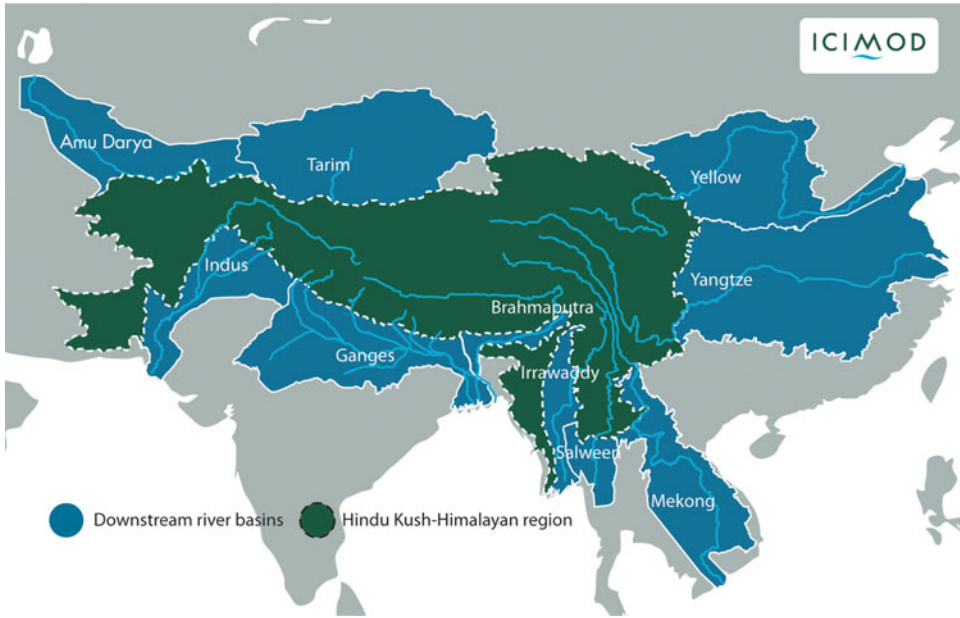 ICIMOD
Amu Darya
Tarim
Yellow
Indus
Yangtze
Brahmaputra
Ganges
Irrawaddy
Salween
Mekong
Downstream river basins
Hindu Kush-Himalayan region